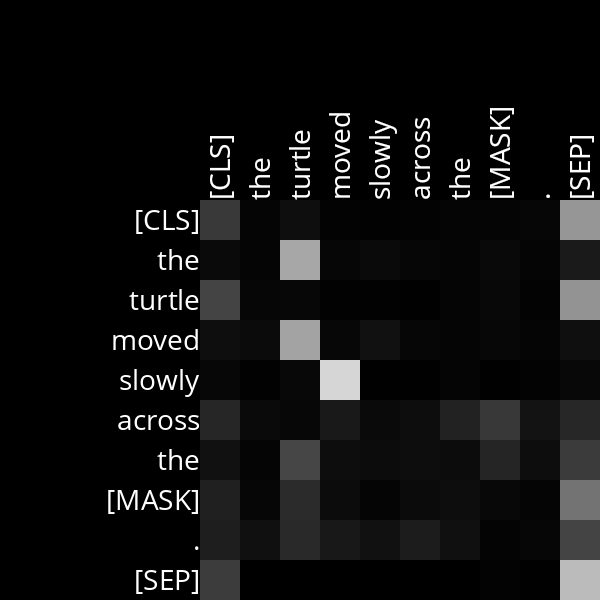 [CLS] the turtle moved slowly across the [MASK] . [SEP]
[CLS]
the
turtle
moved
slowly
across
the
[MASK]
.
[SEP]